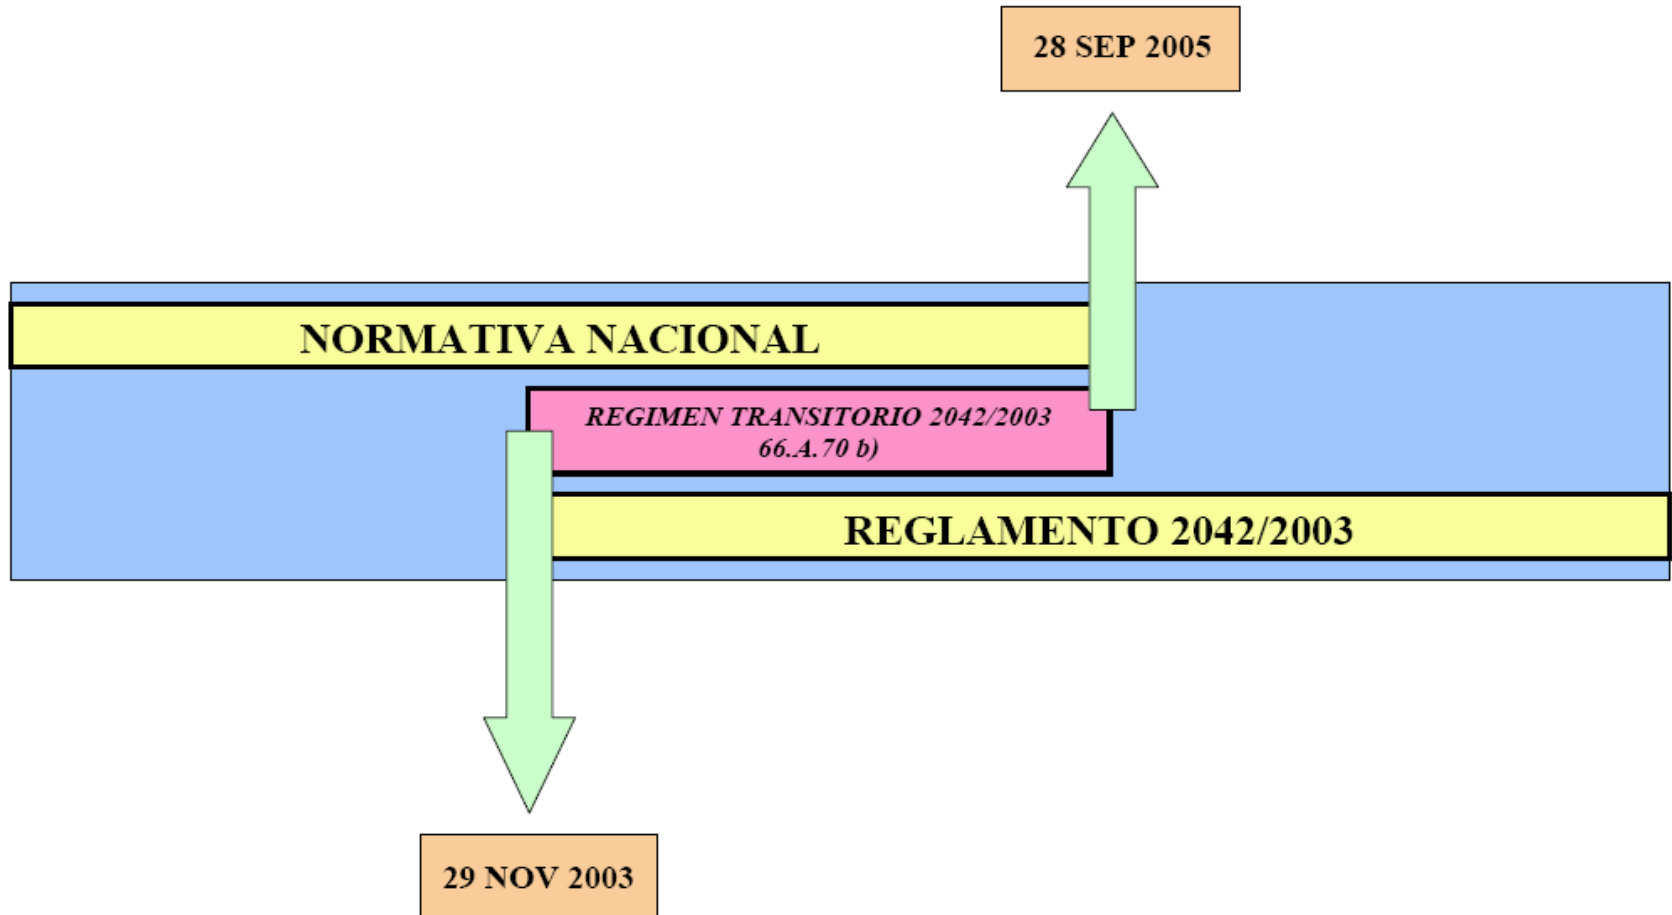 28 SEP 2005
NORMATIVA NACIONAL
REGIMEN TRANSITORIO 2042/2003
66.A.70 b)
REGLAMENTO 2042/2003
29 NOV 2003